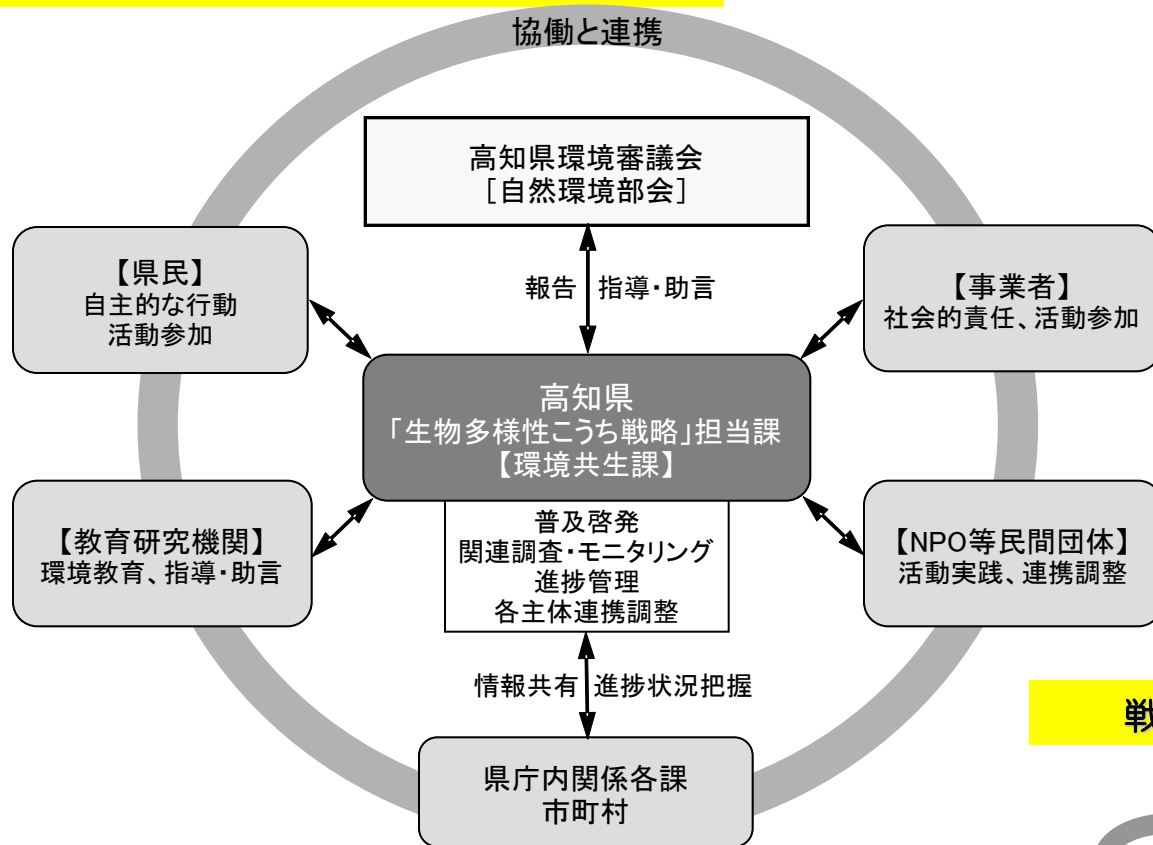 協働と連携
高知県環境審議会
［自然環境部会］
報告
指導・助言
【県民】
自主的な行動
活動参加
【事業者】
社会的責任、活動参加
高知県
「生物多様性こうち戦略」担当課
【環境共生課】
普及啓発
関連調査・モニタリング
進捗管理
各主体連携調整
【教育研究機関】
環境教育、指導・助言
【NPO等民間団体】
活動実践、連携調整
情報共有
進捗状況把握
県庁内関係各課
市町村
戦